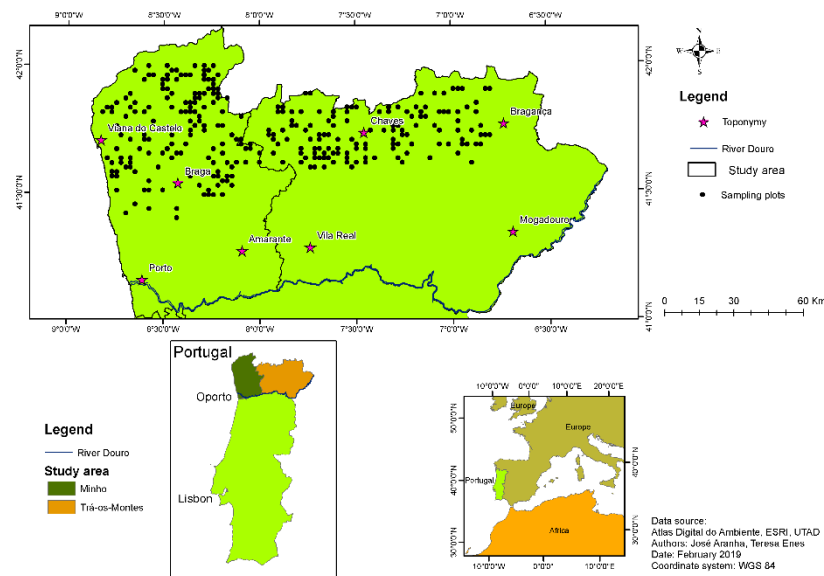 9°0'0"W 8°30'0"W 8°0'0"W 7°30'0"W 7°0'0"W 6°30'0"W
42°0'0"N
42°0'0"N
41°30'0"N
41°30'0"N
41°0'0"N
9°0'0"W 8°30'0"W 8°0'0"W 7°30'0"W 7°0'0"W 6°30'0"W
Viana do Castelo
Braga
Chaves
Bragança
Mogadouro
Amarante
Vila Real
Porto
N
W E
S
Legend
Toponymy
River Douro
Study area
Sampling plots
0 15 30 60 Km
Portugal
Oporto
Lisbon
Legend
River Douro
Study area
Minho
Trá-os-Montes
10°0'0"W 0°0'0" 10°0'0"E 20°0'0"E
50°0'0"N
40°0'0"N
30°0'0"N
40°0'0"N
30°0'0"N
10°0'0"W 0°0'0" 10°0'0"E
Europe
Europe
Portugal
Africa
Data source:
Atlas Digital do Ambiente, ESRI, UTAD
Authors: José Aranha, Teresa Enes
Date: February 2019
Coordinate system: WGS 84